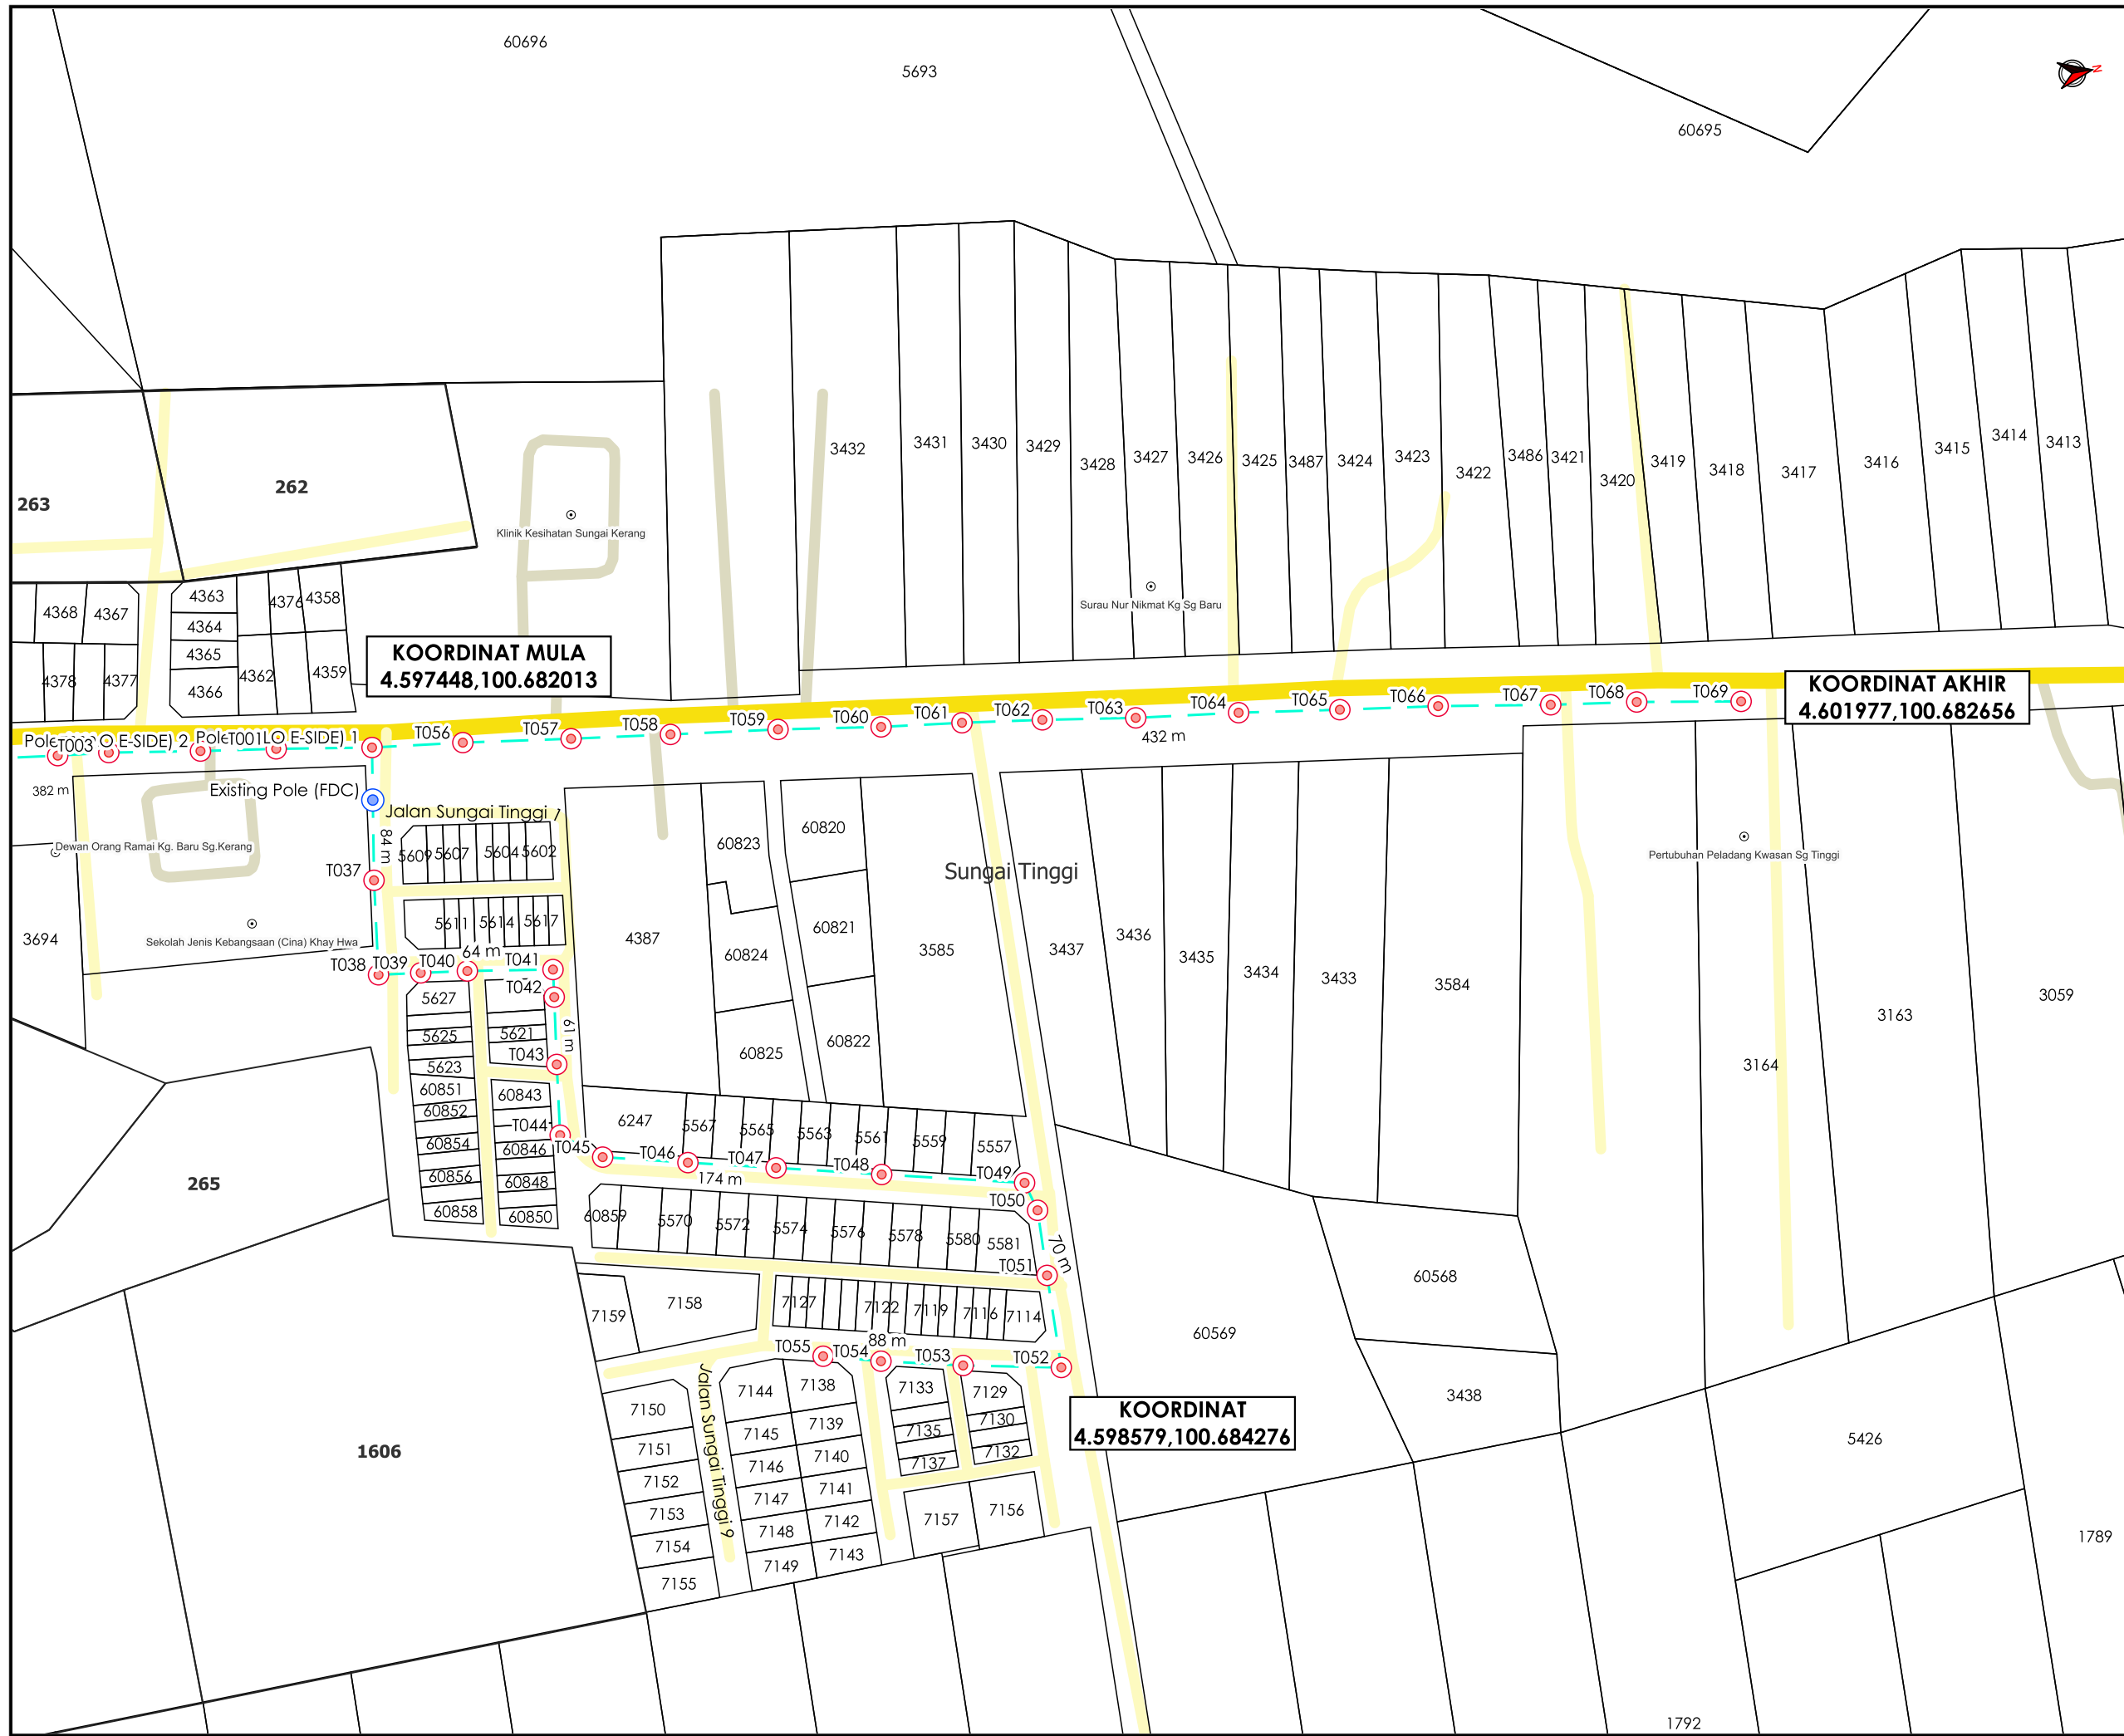 60696
5693
60695
N
263
262
Klinik Kesihatan Sungai Kerang
3432
3431
3430
3429
3428
3427
3426
3425
3487
3424
3423
3422
3486
3421
3420
3419
3418
3417
3416
3415
3414
3413
Surau Nur Nikmat Kg Sg Baru
4368
4367
4363
4364
4365
4366
4376
4358
4378
4377
4362
4359
KOORDINAT MULA
4.597448,100.682013
KOORDINAT AKHIR
4.601977,100.682656
T003
E-SIDE) 2
T001
E-SIDE) 1
T056
T057
T058
T059
T060
T061
T062
T063
T064
T065
T066
T067
T068
T069
432 m
382 m
Existing Pole (FDC)
Jalan Sungai Tinggi 7
84 m
Dewan Orang Ramai Kg. Baru Sg.Kerang
5609
5607
5604
5602
T037
Sekolah Jenis Kebangsaan (Cina) Khay Hwa
3694
5611
5614
5617
T038
T039
T040
64 m
T041
T042
61 m
T043
5627
5625
5623
5621
60851
60852
60854
60856
60858
60843
T044
60846
60848
60850
T045
4387
60823
60824
60825
60820
60821
60822
Sungai Tinggi
3585
3437
3436
3435
3434
3433
3584
Pertubuhan Peladang Kwasan Sg Tinggi
3164
3163
3059
6247
5567
5565
5563
5561
5559
5557
T046
T047
T048
T049
174 m
T050
70 m
T051
265
60859
5570
5572
5574
5576
5578
5580
5581
7159
7158
7127
7122
7119
7116
7114
88 m
T055
T054
T053
T052
60568
60569
3438
KOORDINAT
4.598579,100.684276
1606
Jalan Sungai Tinggi 9
7150
7151
7152
7153
7154
7155
7144
7145
7146
7147
7148
7149
7138
7139
7140
7141
7142
7143
7133
7135
7137
7129
7130
7132
7157
7156
5426
1789
1792